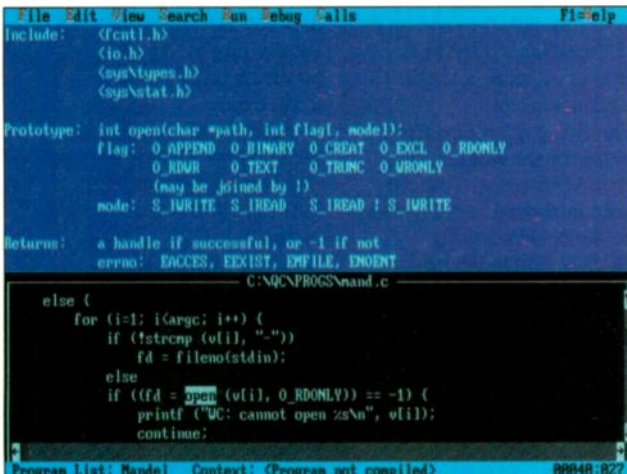 File Edit View Search Run Debug Calls F1=Help
Include: <fcntl.h>
<io.h>
<sys\types.h>
<sys\stat.h>
Prototype: int open(char *path, int flag[, mode]);
flag: O_APPEND O_BINARY O_CREAT O_EXCL O_RDONLY
O_RDWR O_TEXT O_TRUNC O_WRONLY
(may be joined by |)
mode: S_IWRITE S_IREAD S_IREAD | S_IWRITE
Returns: a handle if successful, or -1 if not
errno: EACCES, EEXIST, EMFILE, ENOENT
C:\QC\PROGS\mand.c
else {
for (i=1; i<argc; i++) {
if (!strcmp (v[i], "-"))
fd = fileno(stdin);
else
if ((fd = open (v[i], O_RDONLY)) == -1) {
printf ("WC: cannot open %s\n", v[i]);
continue;
Program List: Mandel Context: <Program not compiled> 00040:027